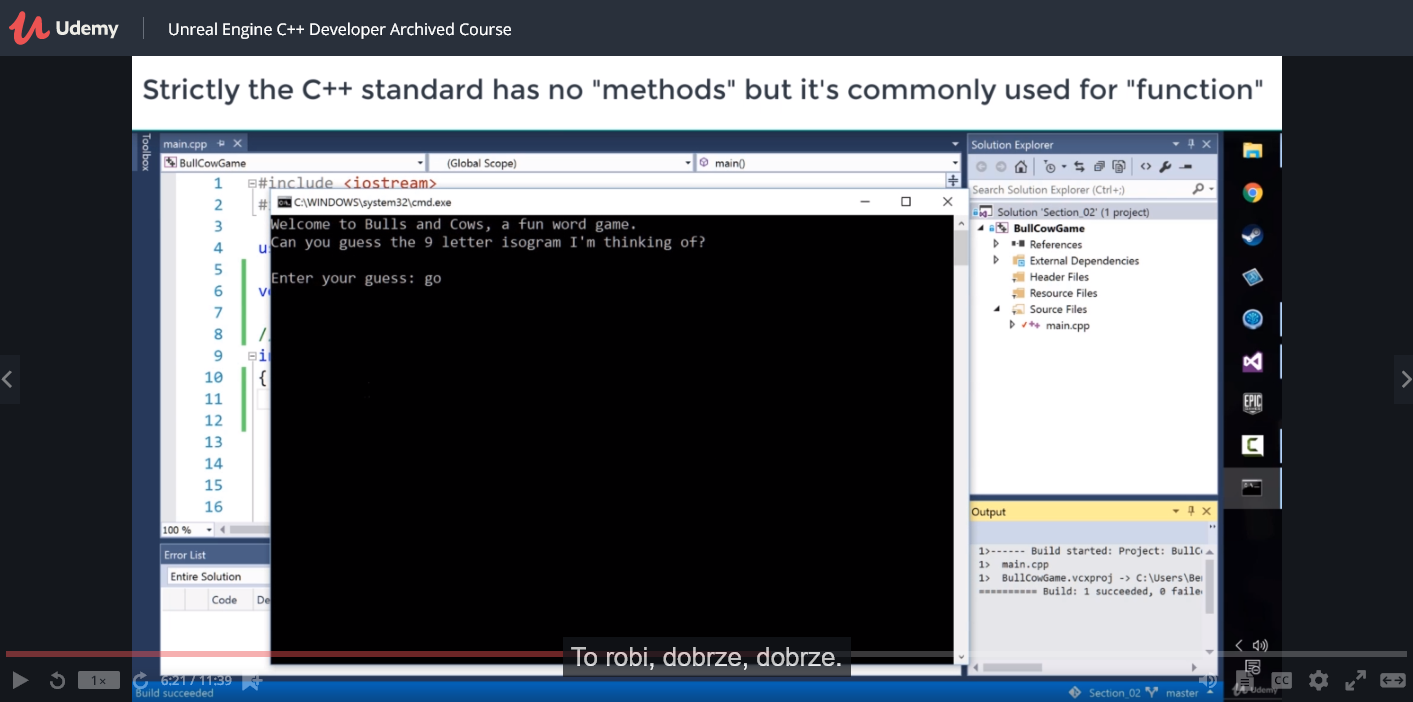 Udemy
Unreal Engine C++ Developer Archived Course
Strictly the C++ standard has no "methods" but it's commonly used for "function"
Toolbox
main.cpp
BullCowGame
(Global Scope)
main()
1 #include <iostream>
2 #
3
4 u
5
6 v
7
8 /
9 i
10 {
11
12
13
14
15
16
C:\WINDOWS\system32\cmd.exe
Welcome to Bulls and Cows, a fun word game.
Can you guess the 9 letter isogram I'm thinking of?
Enter your guess: go
100 %
Error List
Entire Solution
Code
De
Solution Explorer
Search Solution Explorer (Ctrl+;)
Solution 'Section_02' (1 project)
BullCowGame
References
External Dependencies
Header Files
Resource Files
Source Files
main.cpp
Output
1>------ Build started: Project: BullC
1> main.cpp
1> BullCowGame.vcxproj -> C:\Users\Be
========== Build: 1 succeeded, 0 faile
EPIC
To robi, dobrze, dobrze.
1×
6:21 / 11:39
CC
Build succeeded
Section_02
master
Udemy